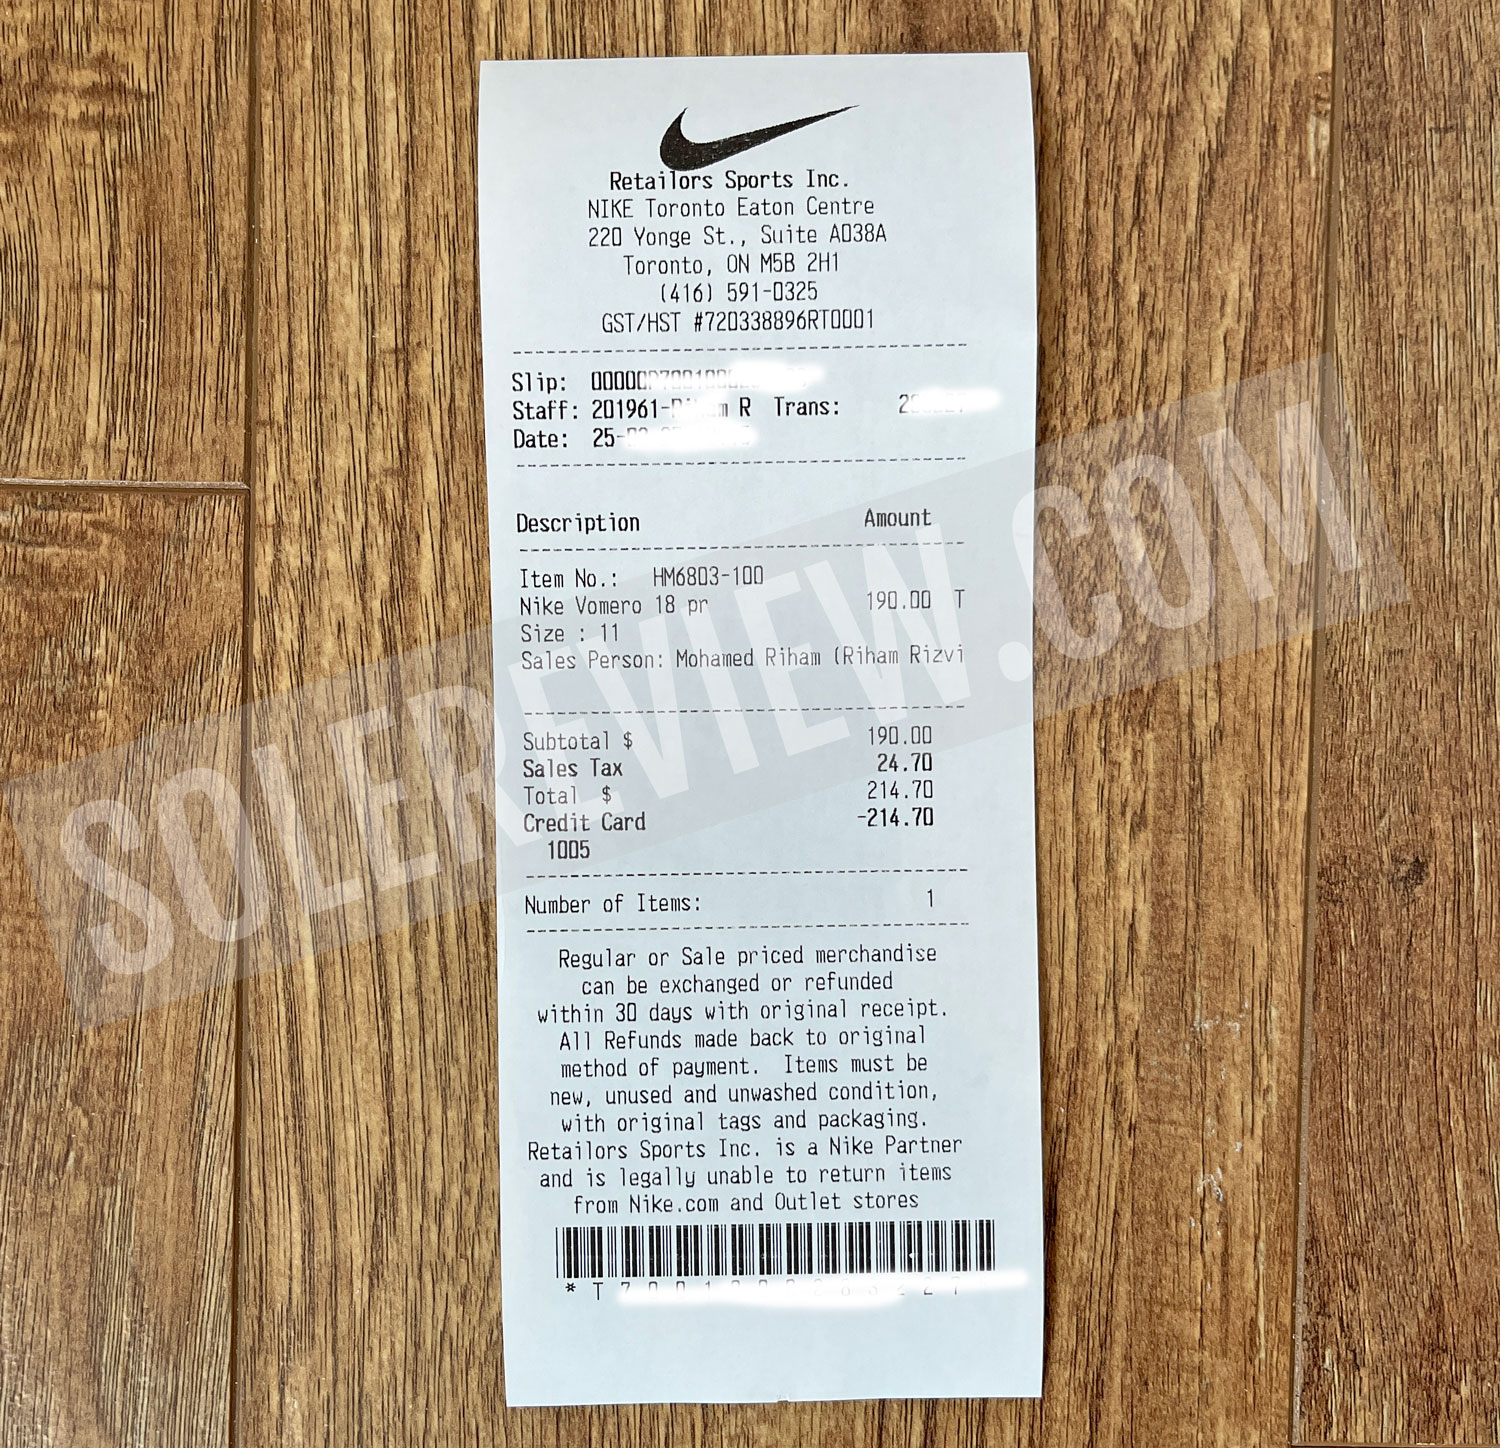 Retailors Sports Inc.
NIKE Toronto Eaton Centre
220 Yonge St., Suite A038A
Toronto, ON M5B 2H1
(416) 591-0325
GST/HST #720338896RT0001
Slip:
Staff: 201961- R Trans:
Date: 25-
Description Amount
Item No.: HM6803-100
Nike Vomero 18 pr 190.00 T
Size : 11
Sales Person: Mohamed Riham (Riham Rizvi
Subtotal $ 190.00
Sales Tax 24.70
Total $ 214.70
Credit Card -214.70
1005
Number of Items: 1
Regular or Sale priced merchandise
can be exchanged or refunded
within 30 days with original receipt.
All Refunds made back to original
method of payment. Items must be
new, unused and unwashed condition,
with original tags and packaging.
Retailors Sports Inc. is a Nike Partner
and is legally unable to return items
from Nike.com and Outlet stores
* T
SOLEREVIEW.COM